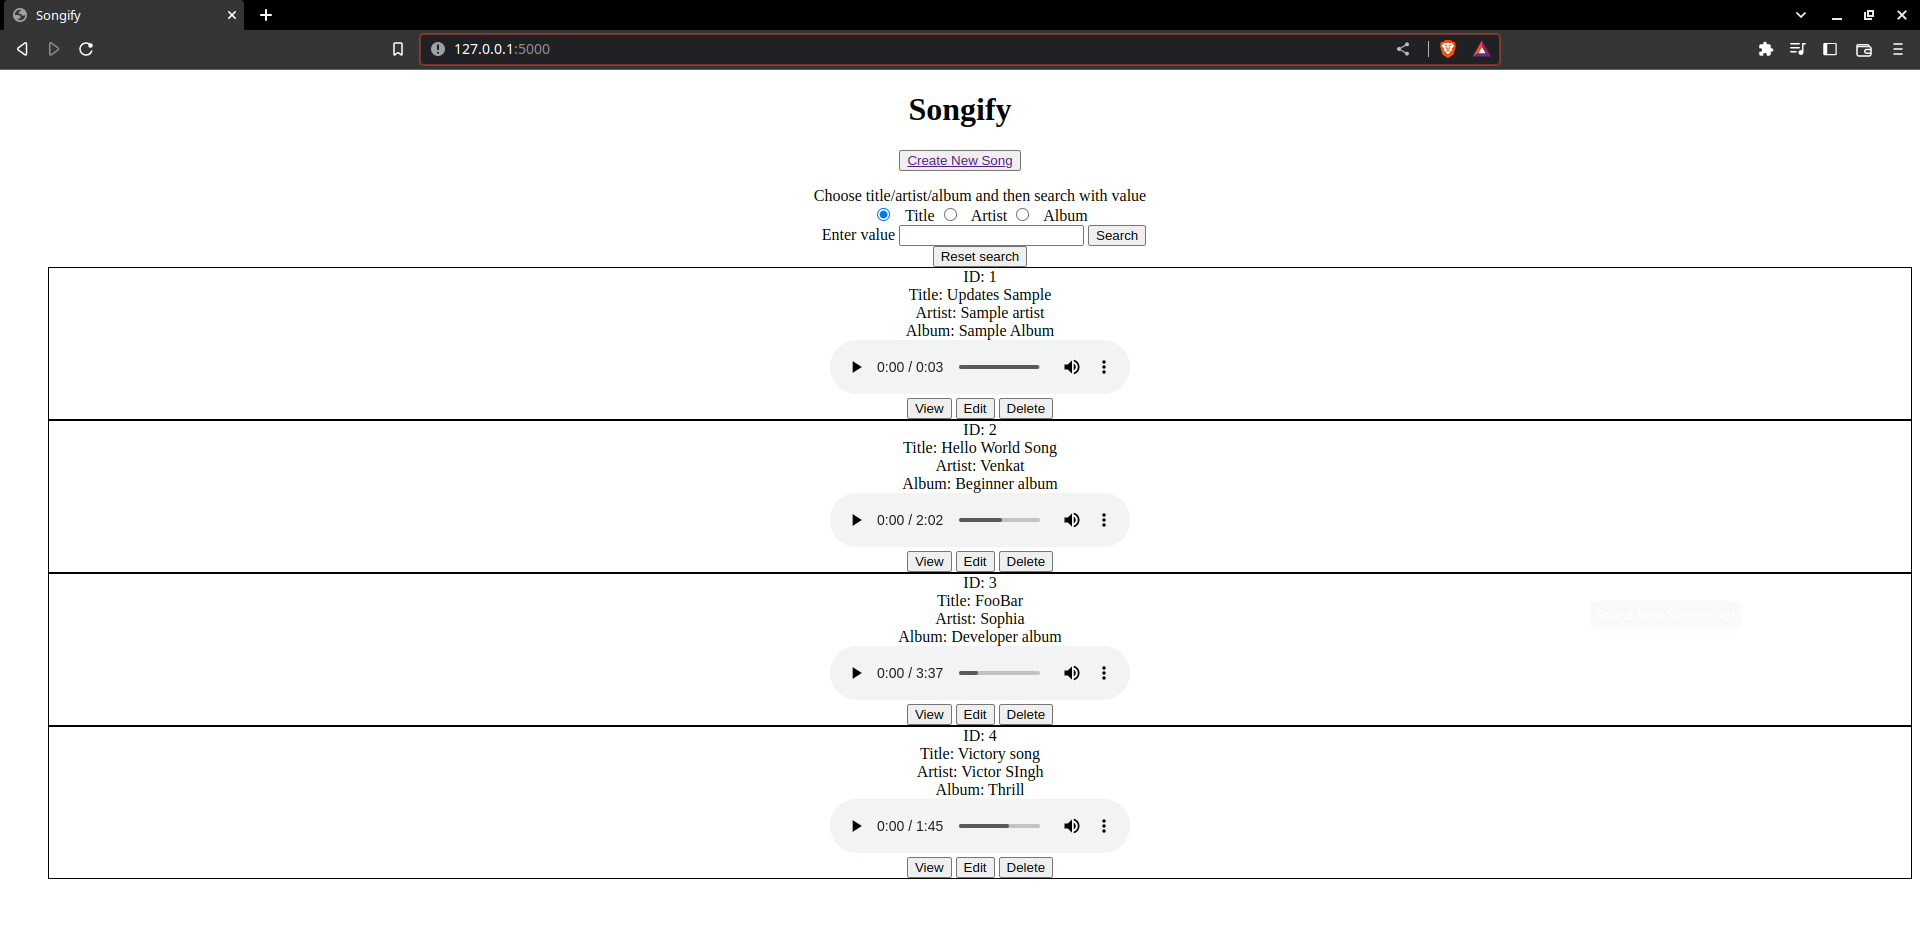 Songify
127.0.0.1:5000
Songify
Create New Song
Choose title/artist/album and then search with value
Title Artist Album
Enter value Search
Reset search
ID: 1
Title: Updates Sample
Artist: Sample artist
Album: Sample Album
0:00 / 0:03
View Edit Delete
ID: 2
Title: Hello World Song
Artist: Venkat
Album: Beginner album
0:00 / 2:02
View Edit Delete
ID: 3
Title: FooBar
Artist: Sophia
Album: Developer album
0:00 / 3:37
View Edit Delete
ID: 4
Title: Victory song
Artist: Victor SIngh
Album: Thrill
0:00 / 1:45
View Edit Delete